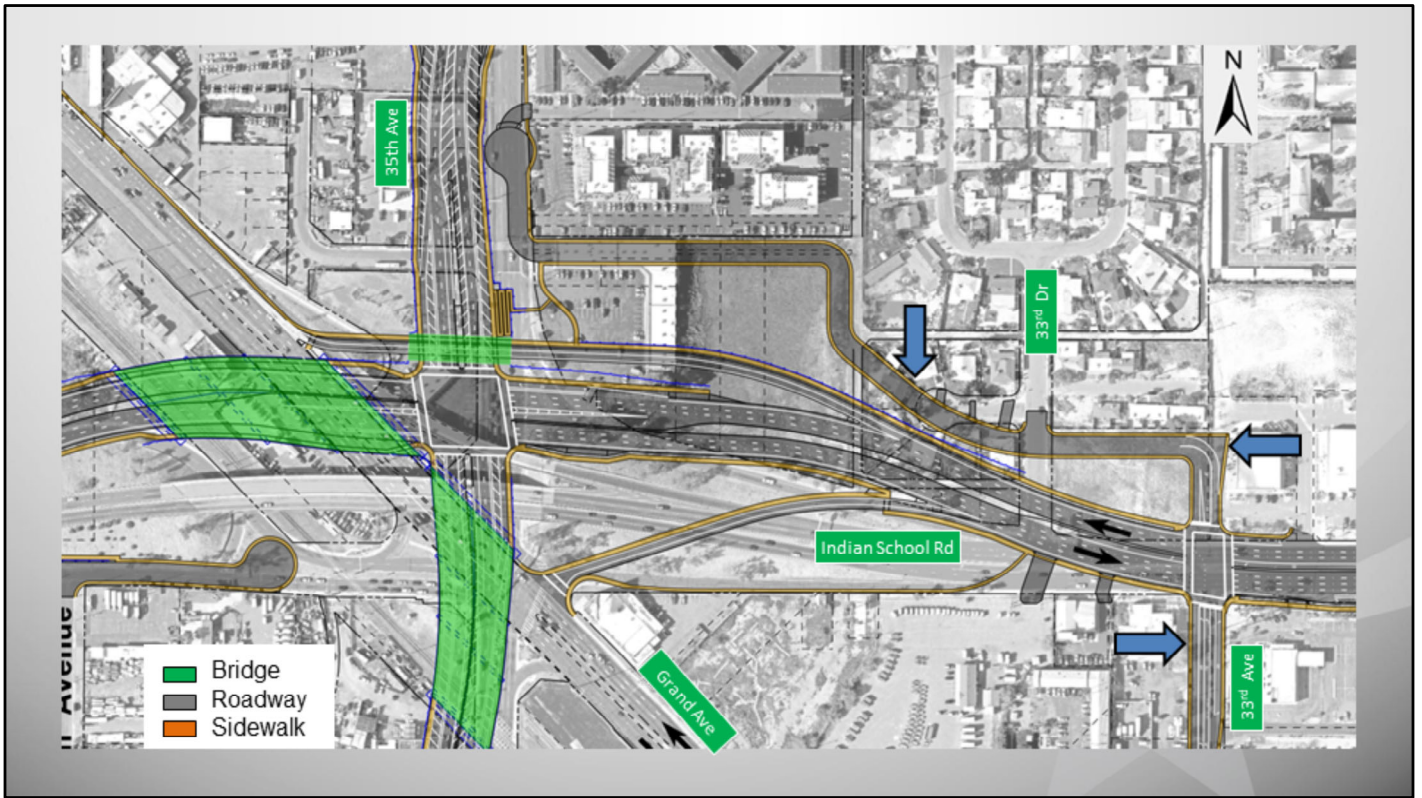 N
35th Ave
33rd Dr
Indian School Rd
Avenue
Bridge
Roadway
Sidewalk
Grand Ave
33rd Ave